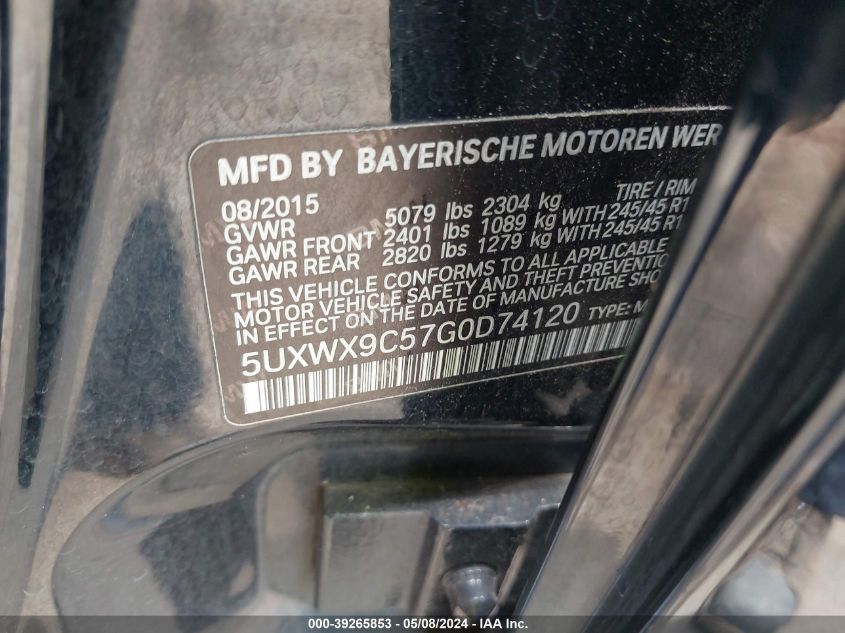 MFD BY BAYERISCHE MOTOREN WER
08/2015 TIRE / RIM
GVWR 5079 lbs 2304 kg
GAWR FRONT 2401 lbs 1089 kg WITH 245/45 R1
GAWR REAR 2820 lbs 1279 kg WITH 245/45 R1
THIS VEHICLE CONFORMS TO ALL APPLICABLE
MOTOR VEHICLE SAFETY AND THEFT PREVENTIO
IN EFFECT ON THE DATE OF MANUFACTURE SHO
5UXWX9C57G0D74120 TYPE: M
000-39265853 - 05/08/2024 - IAA Inc.